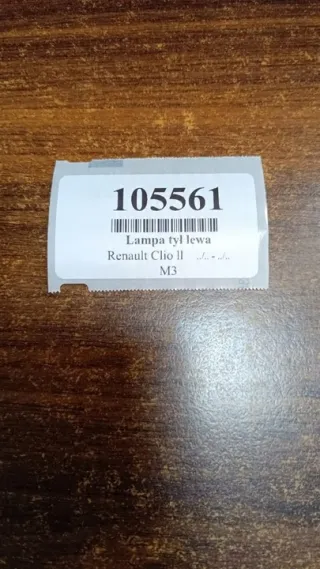 105561
Lampa tył lewa
Renault Clio II
M3